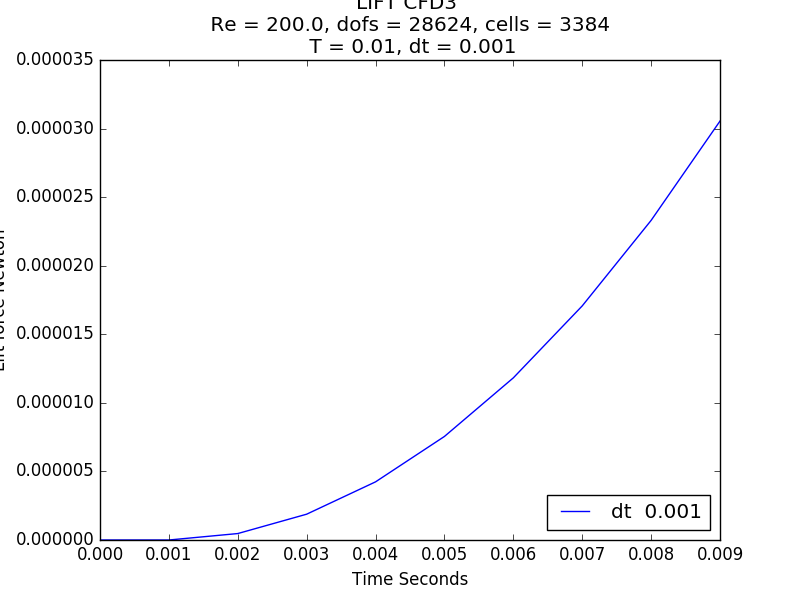 LIFT CFD3
Re = 200.0, dofs = 28624, cells = 3384
T = 0.01, dt = 0.001
0.000035
0.000030
0.000025
0.000020
0.000015
0.000010
0.000005
0.000000
Lift force Newton
dt 0.001
0.000 0.001 0.002 0.003 0.004 0.005 0.006 0.007 0.008 0.009
Time Seconds